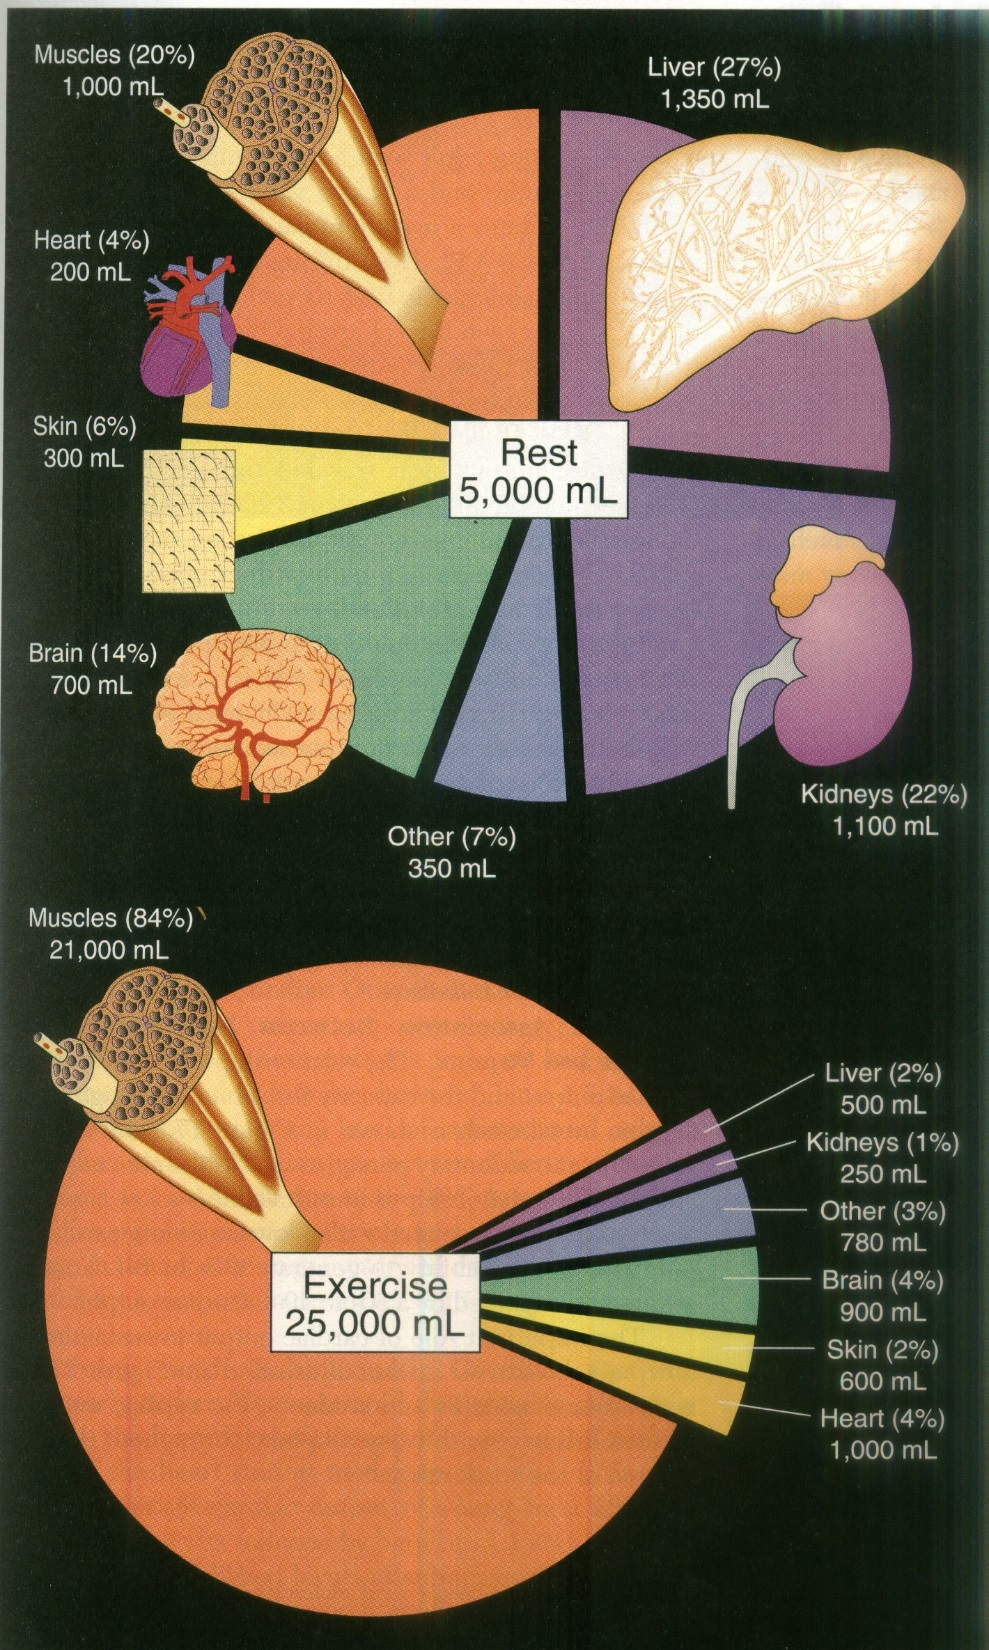 Muscles (20%)
1,000 mL
Liver (27%)
1,350 mL
Heart (4%)
200 mL
Skin (6%)
300 mL
Rest
5,000 mL
Brain (14%)
700 mL
Kidneys (22%)
1,100 mL
Other (7%)
350 mL
Muscles (84%)
21,000 mL
Liver (2%)
500 mL
Kidneys (1%)
250 mL
Other (3%)
780 mL
Exercise
25,000 mL
Brain (4%)
900 mL
Skin (2%)
600 mL
Heart (4%)
1,000 mL